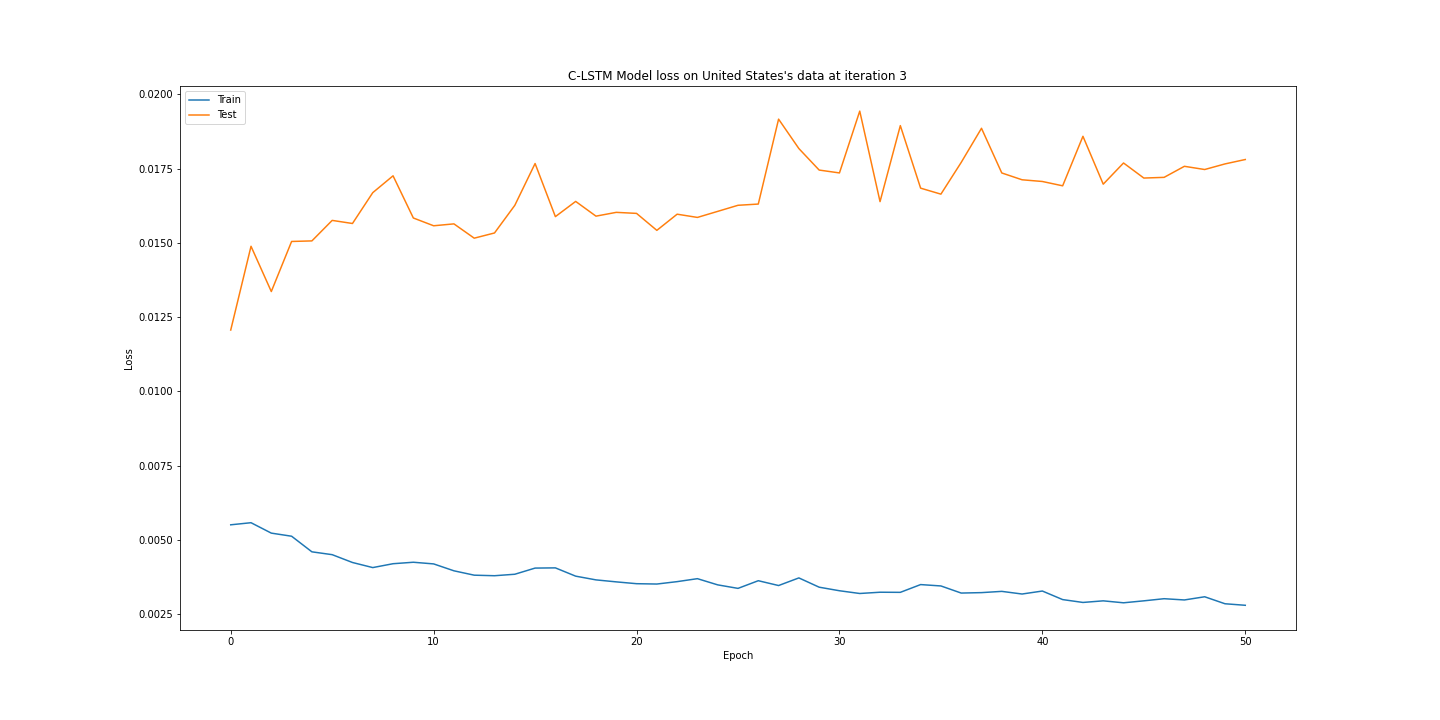 C-LSTM Model loss on United States's data at iteration 3
Train
Test
0.0200
0.0175
0.0150
0.0125
0.0100
0.0075
0.0050
0.0025
Loss
0 10 20 30 40 50
Epoch